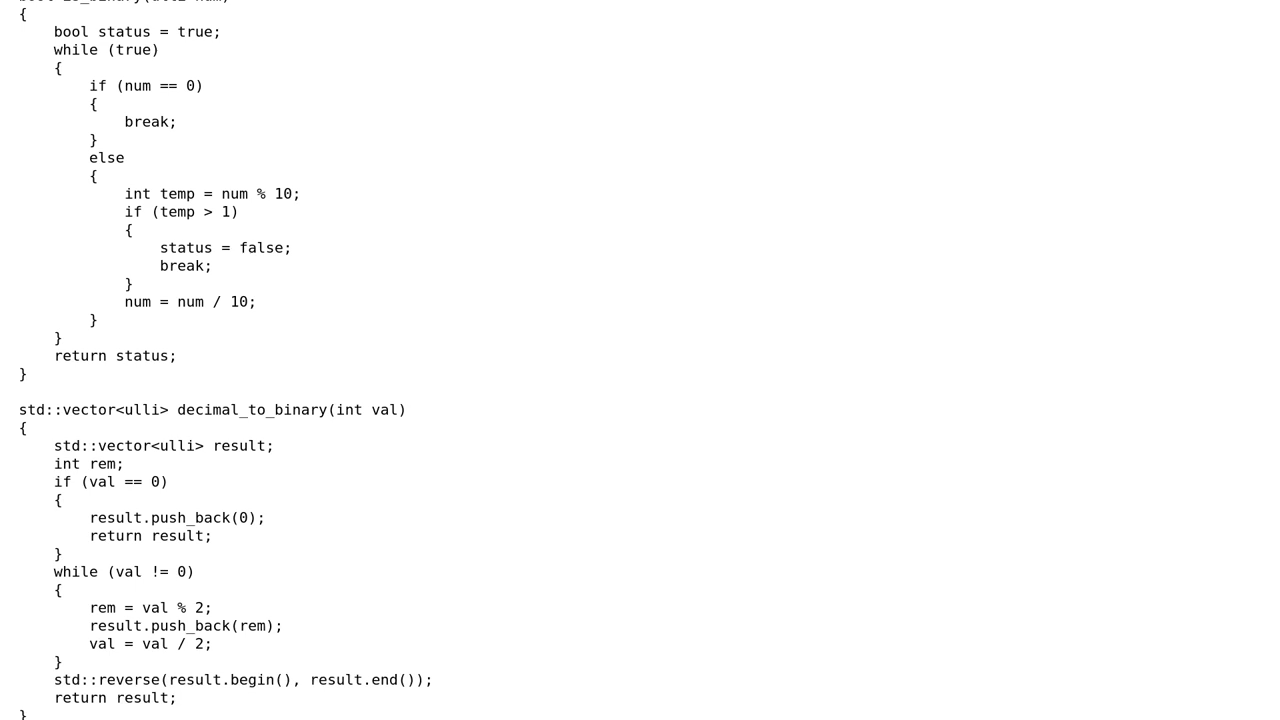 {
    bool status = true;
    while (true)
    {
        if (num == 0)
        {
            break;
        }
        else
        {
            int temp = num % 10;
            if (temp > 1)
            {
                status = false;
                break;
            }
            num = num / 10;
        }
    }
    return status;
}

std::vector<ulli> decimal_to_binary(int val)
{
    std::vector<ulli> result;
    int rem;
    if (val == 0)
    {
        result.push_back(0);
        return result;
    }
    while (val != 0)
    {
        rem = val % 2;
        result.push_back(rem);
        val = val / 2;
    }
    std::reverse(result.begin(), result.end());
    return result;
}